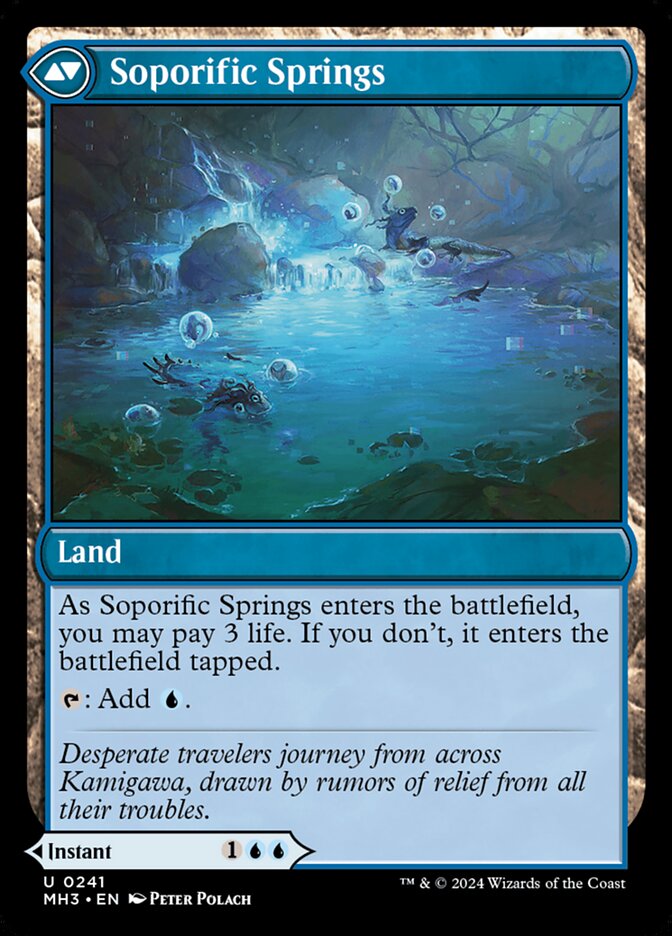 Soporific Springs
Land
As Soporific Springs enters the battlefield,
you may pay 3 life. If you don't, it enters the
battlefield tapped.
: Add .
Desperate travelers journey from across
Kamigawa, drawn by rumors of relief from all
their troubles.
Instant 1
U 0241
MH3 • EN Peter Polach
™ & © 2024 Wizards of the Coast